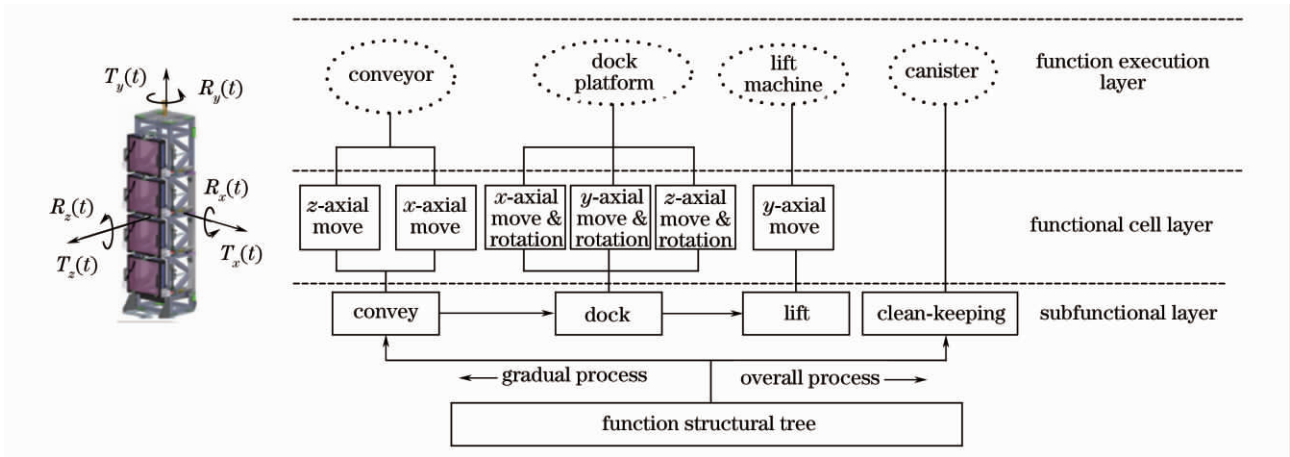 T_y(t)
R_y(t)
R_x(t)
R_z(t)
T_x(t)
T_z(t)
conveyor
dock
platform
lift
machine
canister
function execution
layer
z-axial
move
x-axial
move
x-axial
move &
rotation
y-axial
move &
rotation
z-axial
move &
rotation
y-axial
move
functional cell layer
convey
dock
lift
clean-keeping
subfunctional layer
gradual process
overall process
function structural tree